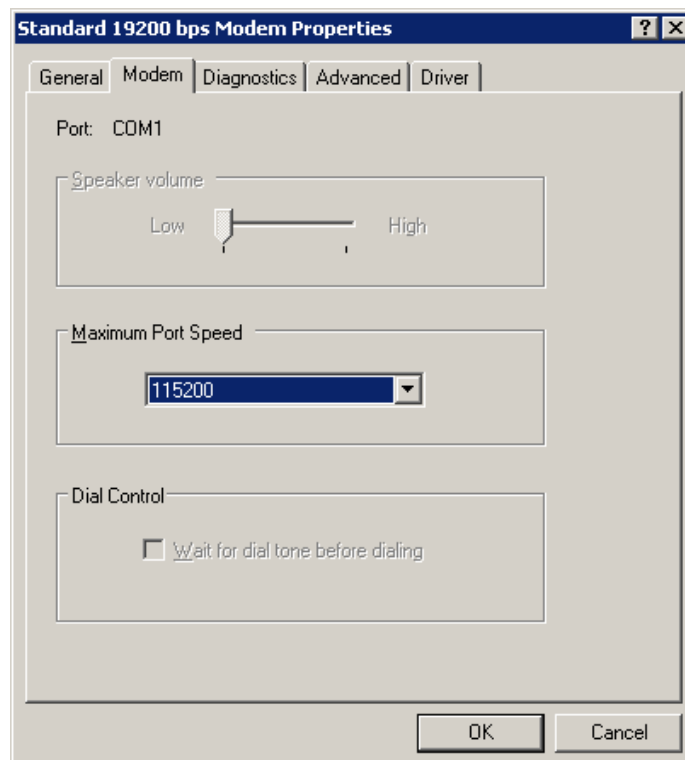 Standard 19200 bps Modem Properties
General Modem Diagnostics Advanced Driver
Port: COM1
Speaker volume
Low High
Maximum Port Speed
115200
Dial Control
Wait for dial tone before dialing
OK Cancel